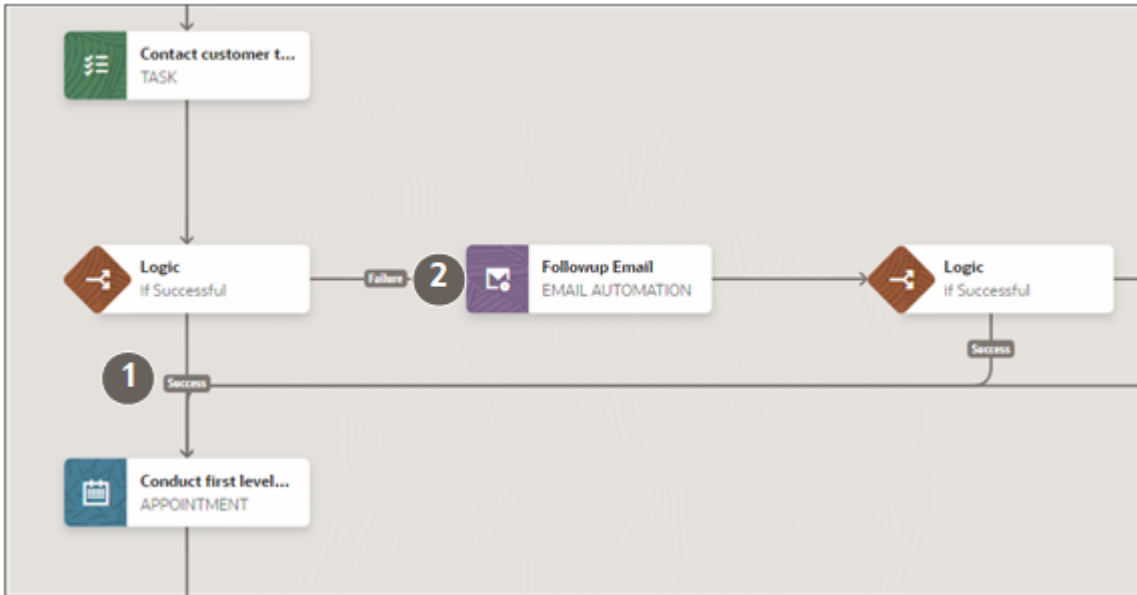 Contact customer t...
TASK
Logic
If Successful
Failure
2
Followup Email
EMAIL AUTOMATION
Logic
If Successful
Success
1
Success
Conduct first level...
APPOINTMENT